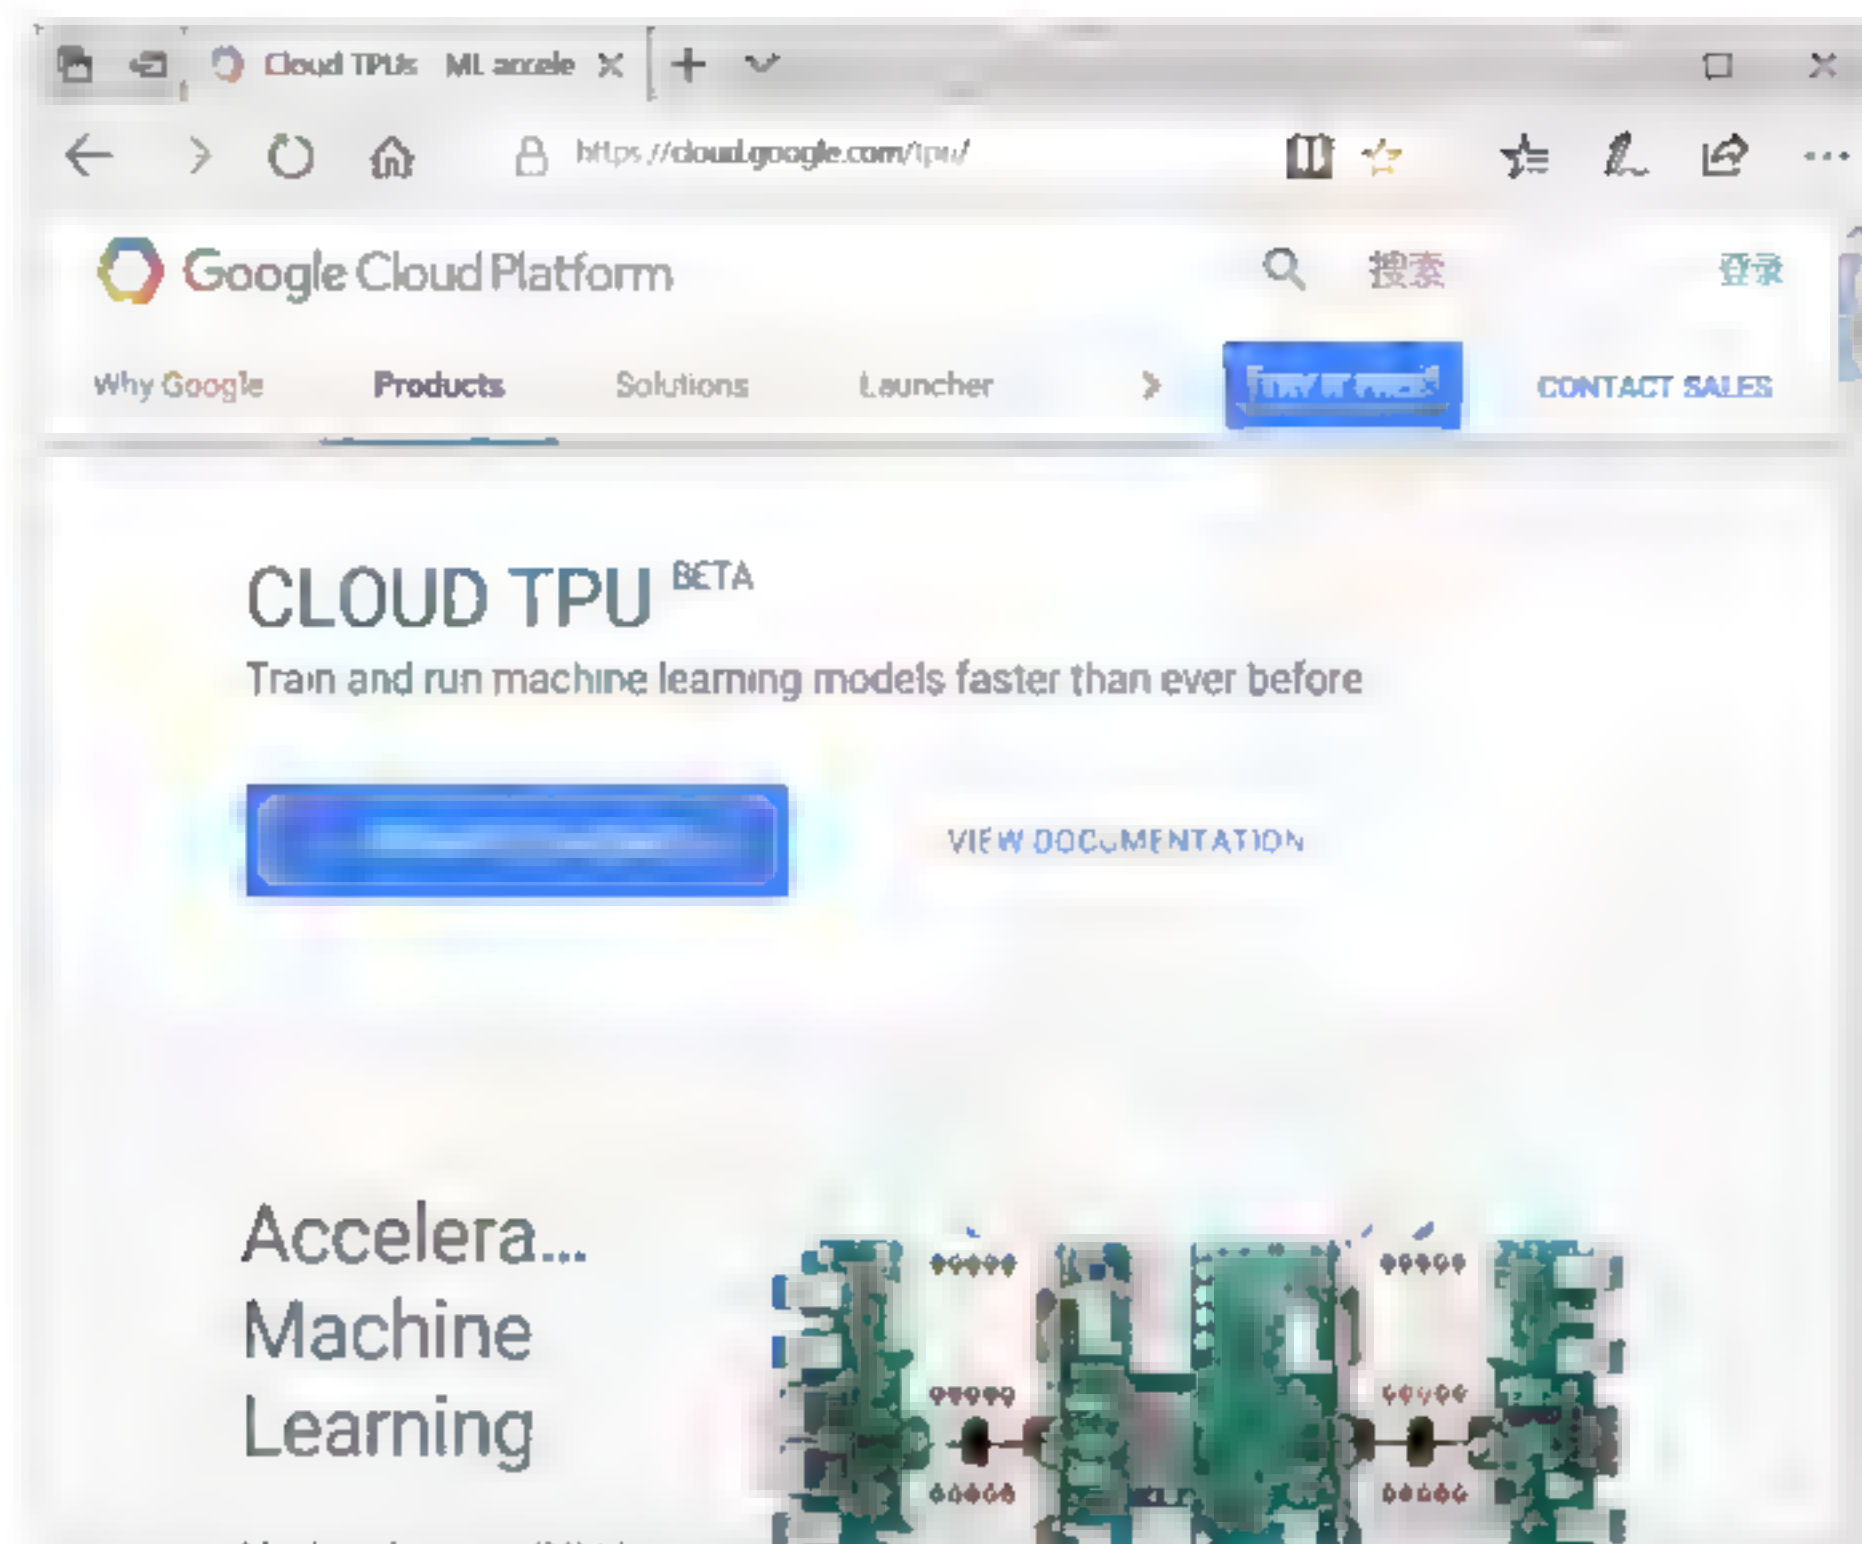 Cloud TPUs ML accele
https://cloud.google.com/tpu/
Google Cloud Platform
搜索
登录
Why Google
Products
Solutions
Launcher
CONTACT SALES
CLOUD TPU BETA
Train and run machine learning models faster than ever before
VIEW DOCUMENTATION
Accelera...
Machine
Learning